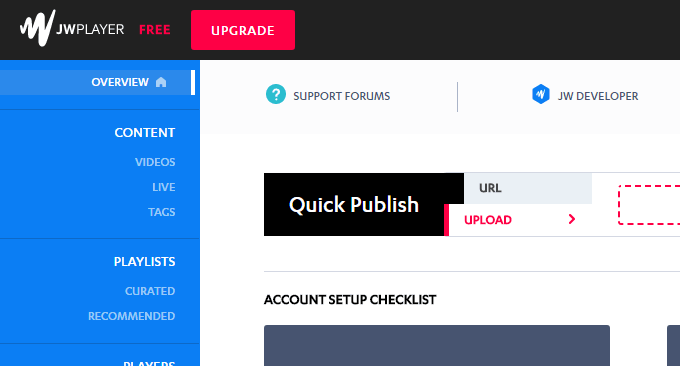 JWPLAYER FREE UPGRADE
OVERVIEW
CONTENT
VIDEOS
LIVE
TAGS
PLAYLISTS
CURATED
RECOMMENDED
PLAYERS
SUPPORT FORUMS
JW DEVELOPER
Quick Publish
URL
UPLOAD
ACCOUNT SETUP CHECKLIST